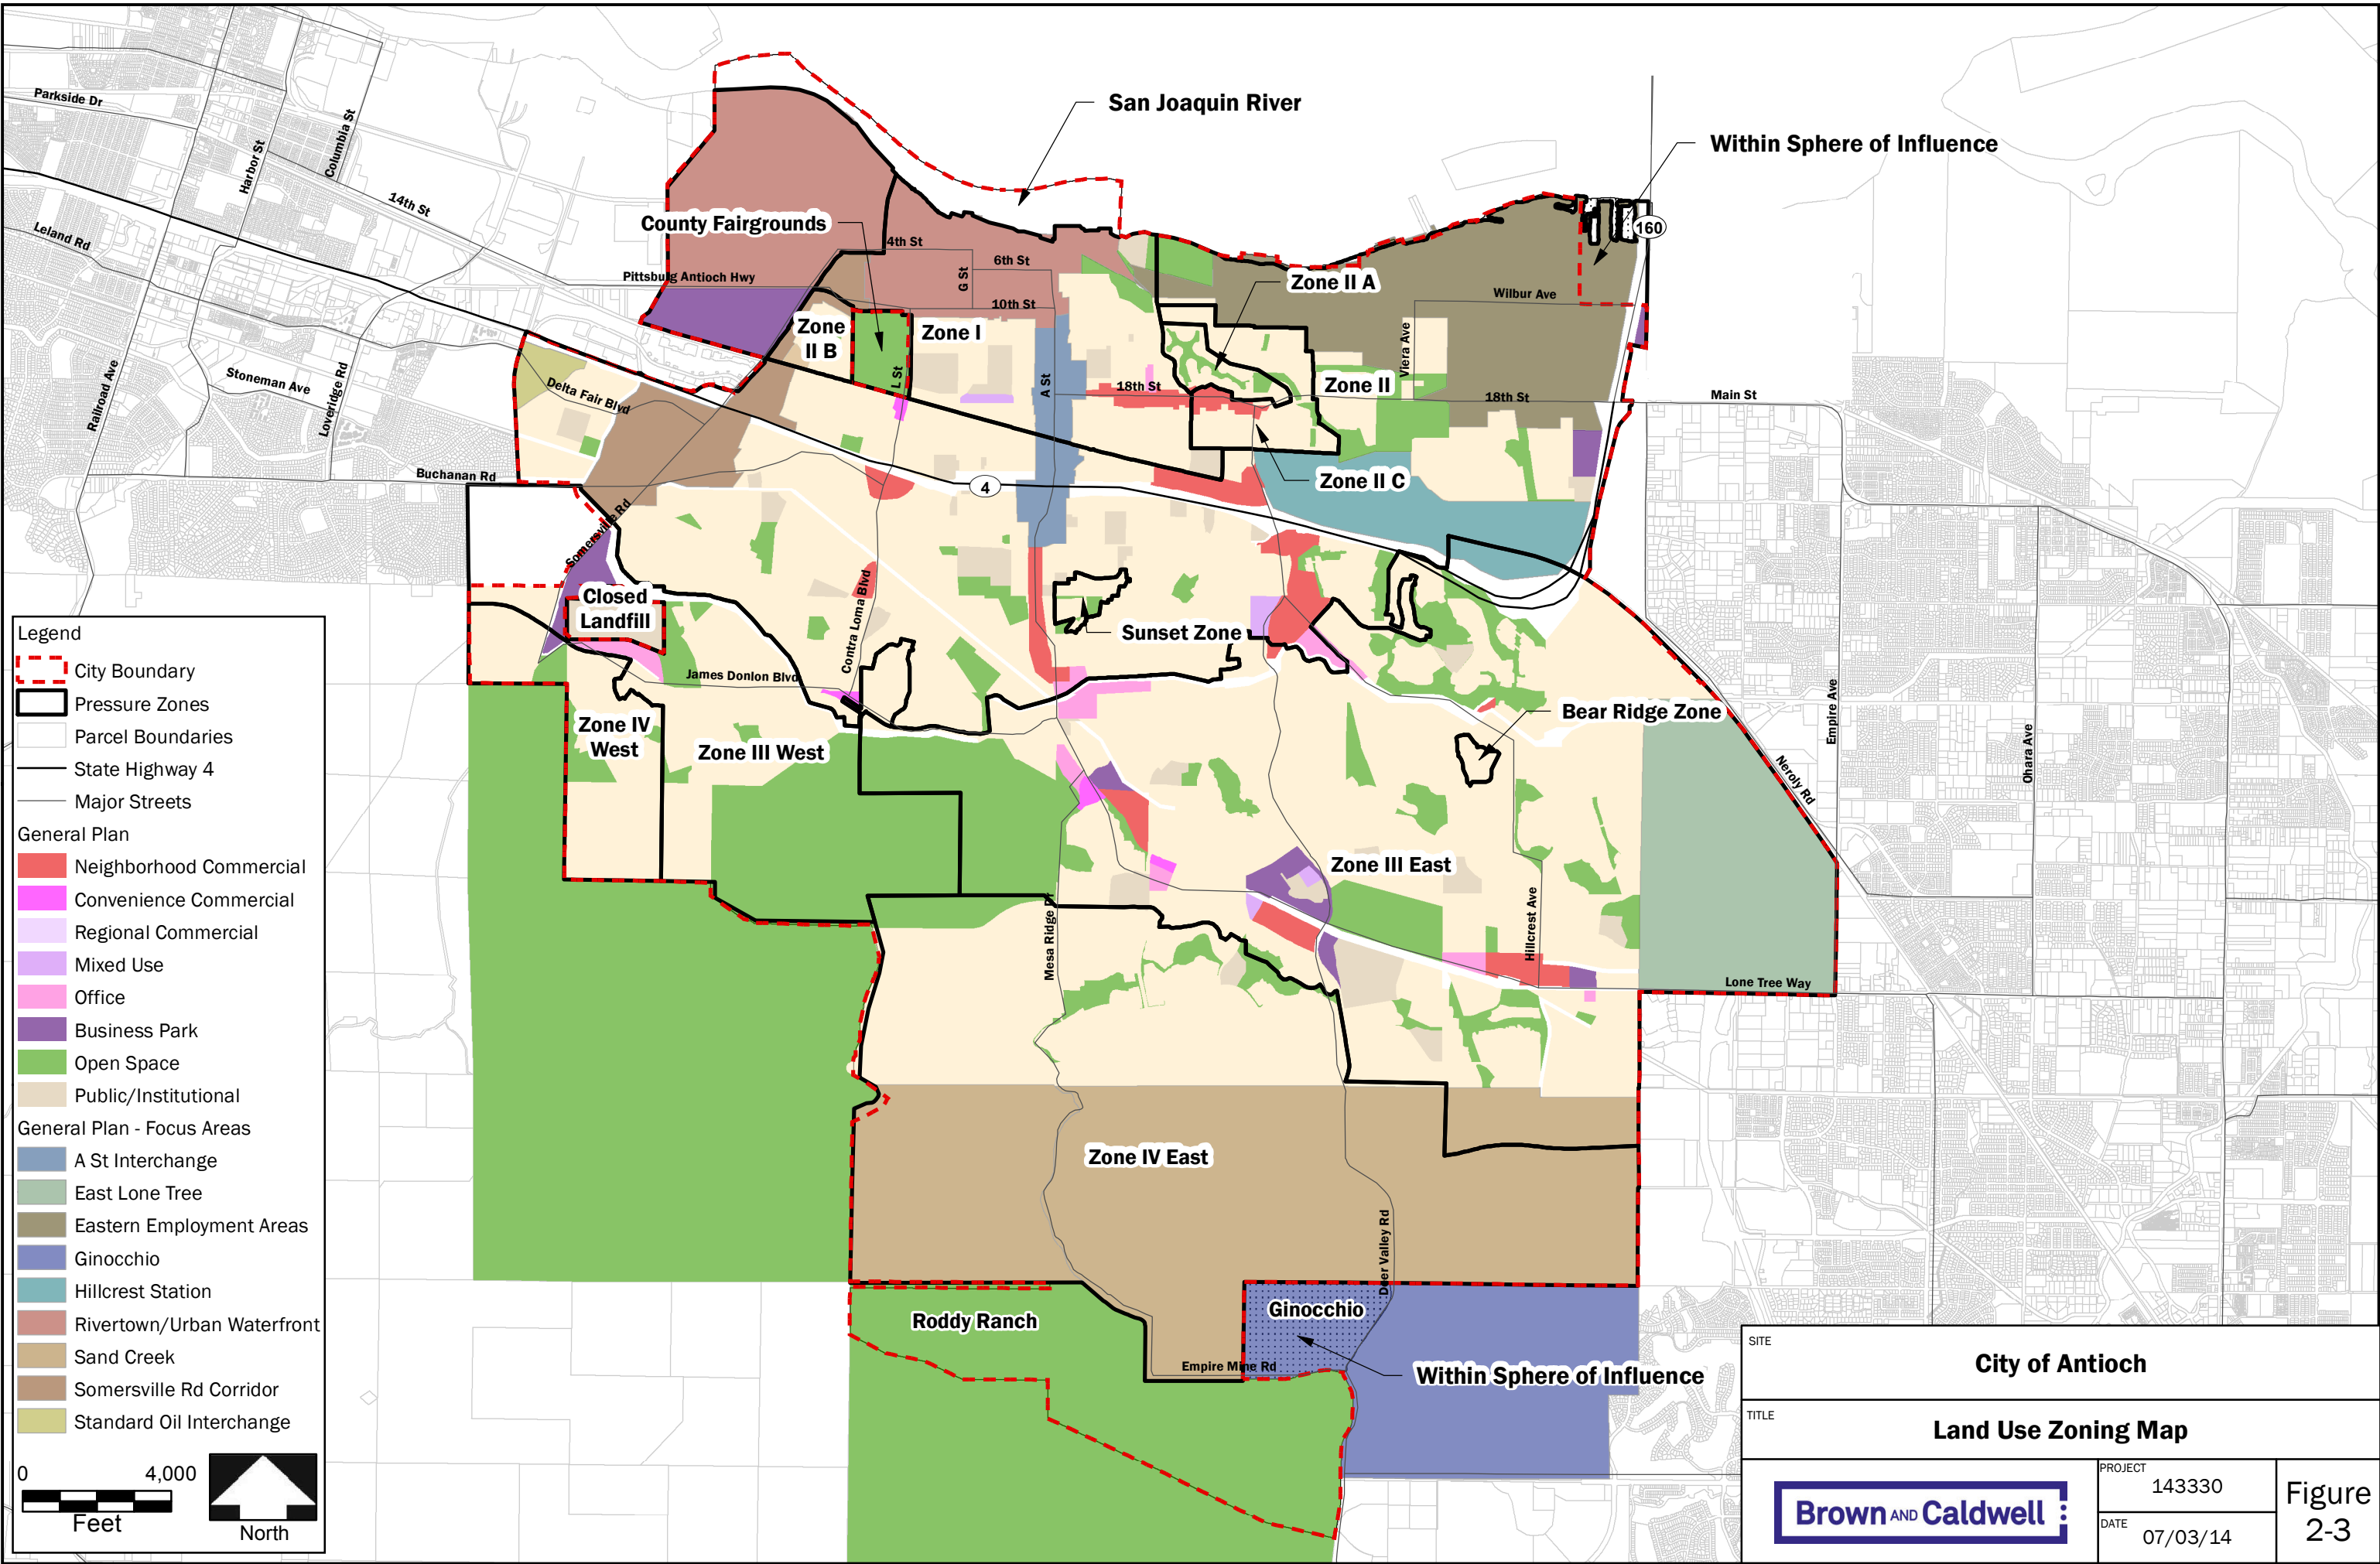 San Joaquin River
Within Sphere of Influence
160
Parkside Dr
Harbor St
Columbia St
14th St
Leland Rd
County Fairgrounds
4th St
6th St
G St
10th St
Pittsburg Antioch Hwy
Zone II A
Wilbur Ave
Zone
II B
Zone I
L St
A St
18th St
Zone II
Viera Ave
18th St
Main St
Stoneman Ave
Railroad Ave
Loveridge Rd
Delta Fair Blvd
Buchanan Rd
4
Zone II C
Somersville Rd
Closed
Landfill
Contra Loma Blvd
Sunset Zone
James Donlon Blvd
Zone IV
West
Zone III West
Bear Ridge Zone
Empire Ave
Ohara Ave
Neroly Rd
Zone III East
Mesa Ridge Dr
Hillcrest Ave
Lone Tree Way
Zone IV East
Deer Valley Rd
Roddy Ranch
Ginocchio
Empire Mine Rd
Within Sphere of Influence
Legend
City Boundary
Pressure Zones
Parcel Boundaries
State Highway 4
Major Streets
General Plan
Neighborhood Commercial
Convenience Commercial
Regional Commercial
Mixed Use
Office
Business Park
Open Space
Public/Institutional
General Plan - Focus Areas
A St Interchange
East Lone Tree
Eastern Employment Areas
Ginocchio
Hillcrest Station
Rivertown/Urban Waterfront
Sand Creek
Somersville Rd Corridor
Standard Oil Interchange
0 4,000
Feet
North
SITE
City of Antioch
TITLE
Land Use Zoning Map
Brown AND Caldwell
PROJECT
143330
DATE
07/03/14
Figure
2-3